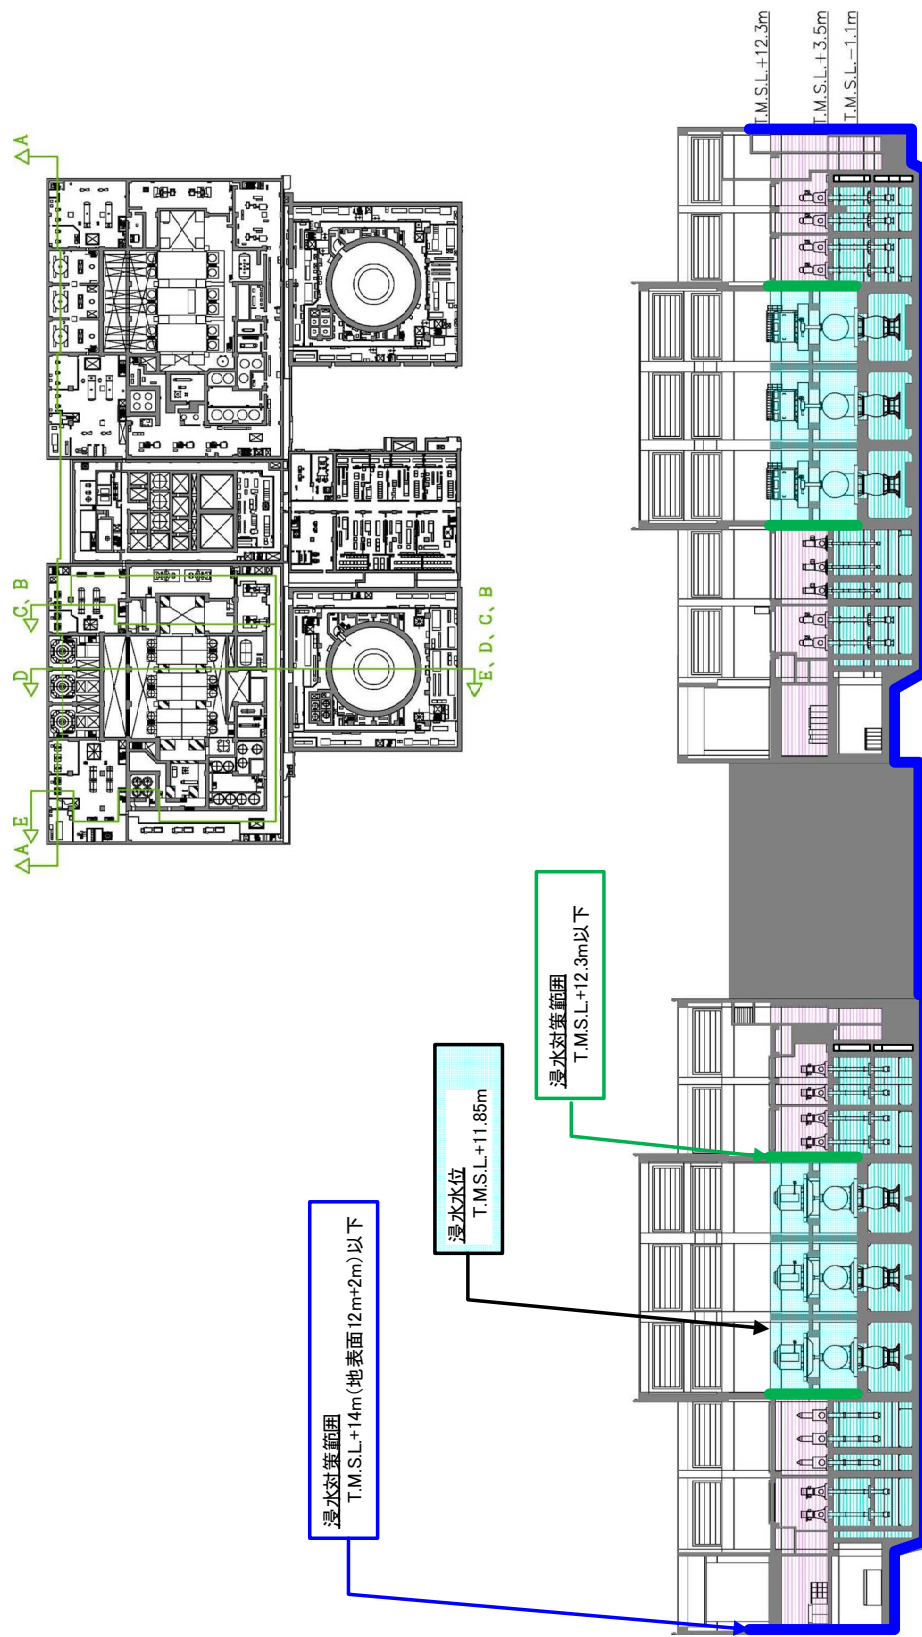 A
C、B
D
E
A
E、D、C、B
T.M.S.L.+12.3m
T.M.S.L.+3.5m
T.M.S.L.−1.1m
浸水対策範囲
T.M.S.L.+14m(地表面12m+2m)以下
浸水水位
T.M.S.L.+11.85m
浸水対策範囲
T.M.S.L.+12.3m以下